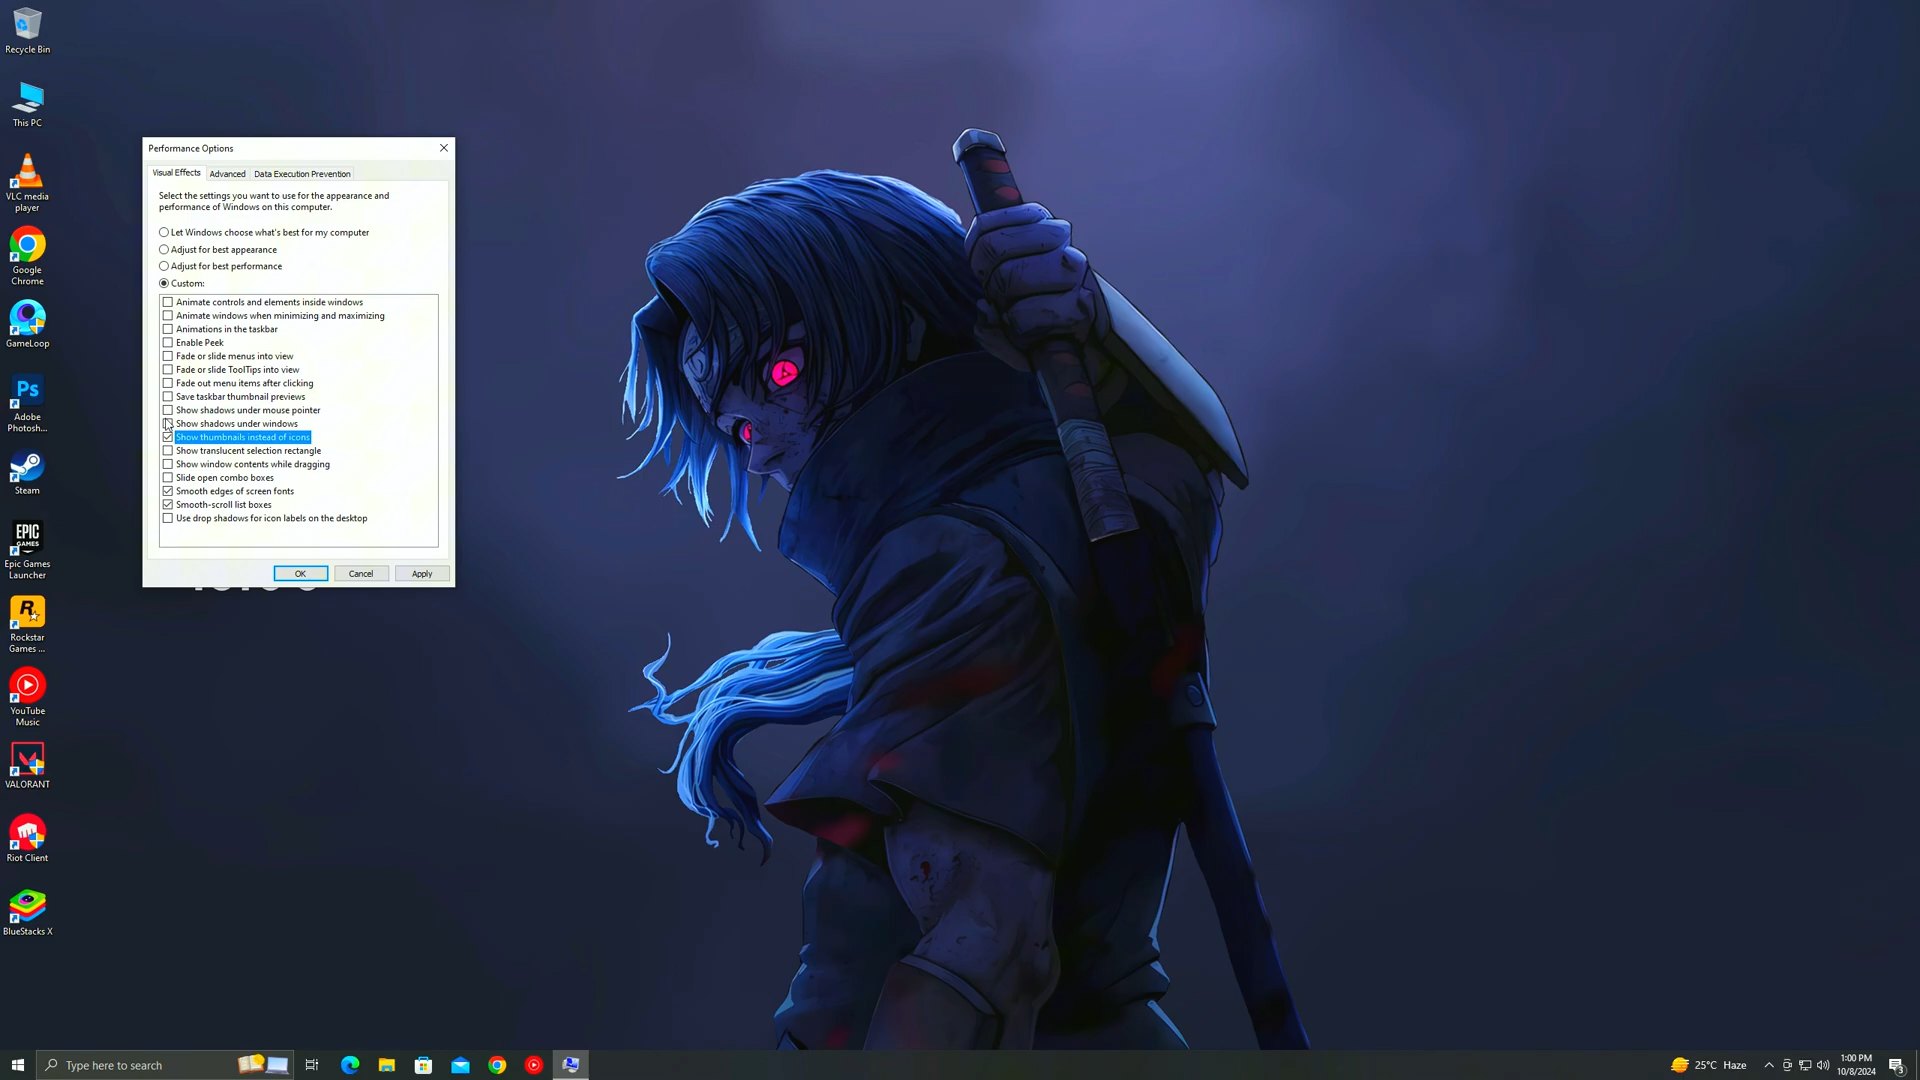 Recycle Bin
This PC
VLC media
player
Google
Chrome
GameLoop
Ps
Adobe
Photosh...
Steam
EPIC
GAMES
Epic Games
Launcher
R
Rockstar
Games ...
YouTube
Music
VALORANT
Riot Client
BlueStacks X
Performance Options
Visual Effects
Advanced
Data Execution Prevention
Select the settings you want to use for the appearance and
performance of Windows on this computer.
Let Windows choose what's best for my computer
Adjust for best appearance
Adjust for best performance
Custom:
Animate controls and elements inside windows
Animate windows when minimizing and maximizing
Animations in the taskbar
Enable Peek
Fade or slide menus into view
Fade or slide ToolTips into view
Fade out menu items after clicking
Save taskbar thumbnail previews
Show shadows under mouse pointer
Show shadows under windows
Show thumbnails instead of icons
Show translucent selection rectangle
Show window contents while dragging
Slide open combo boxes
Smooth edges of screen fonts
Smooth-scroll list boxes
Use drop shadows for icon labels on the desktop
OK
Cancel
Apply
Type here to search
25°C Haze
1:00 PM
10/8/2024
3